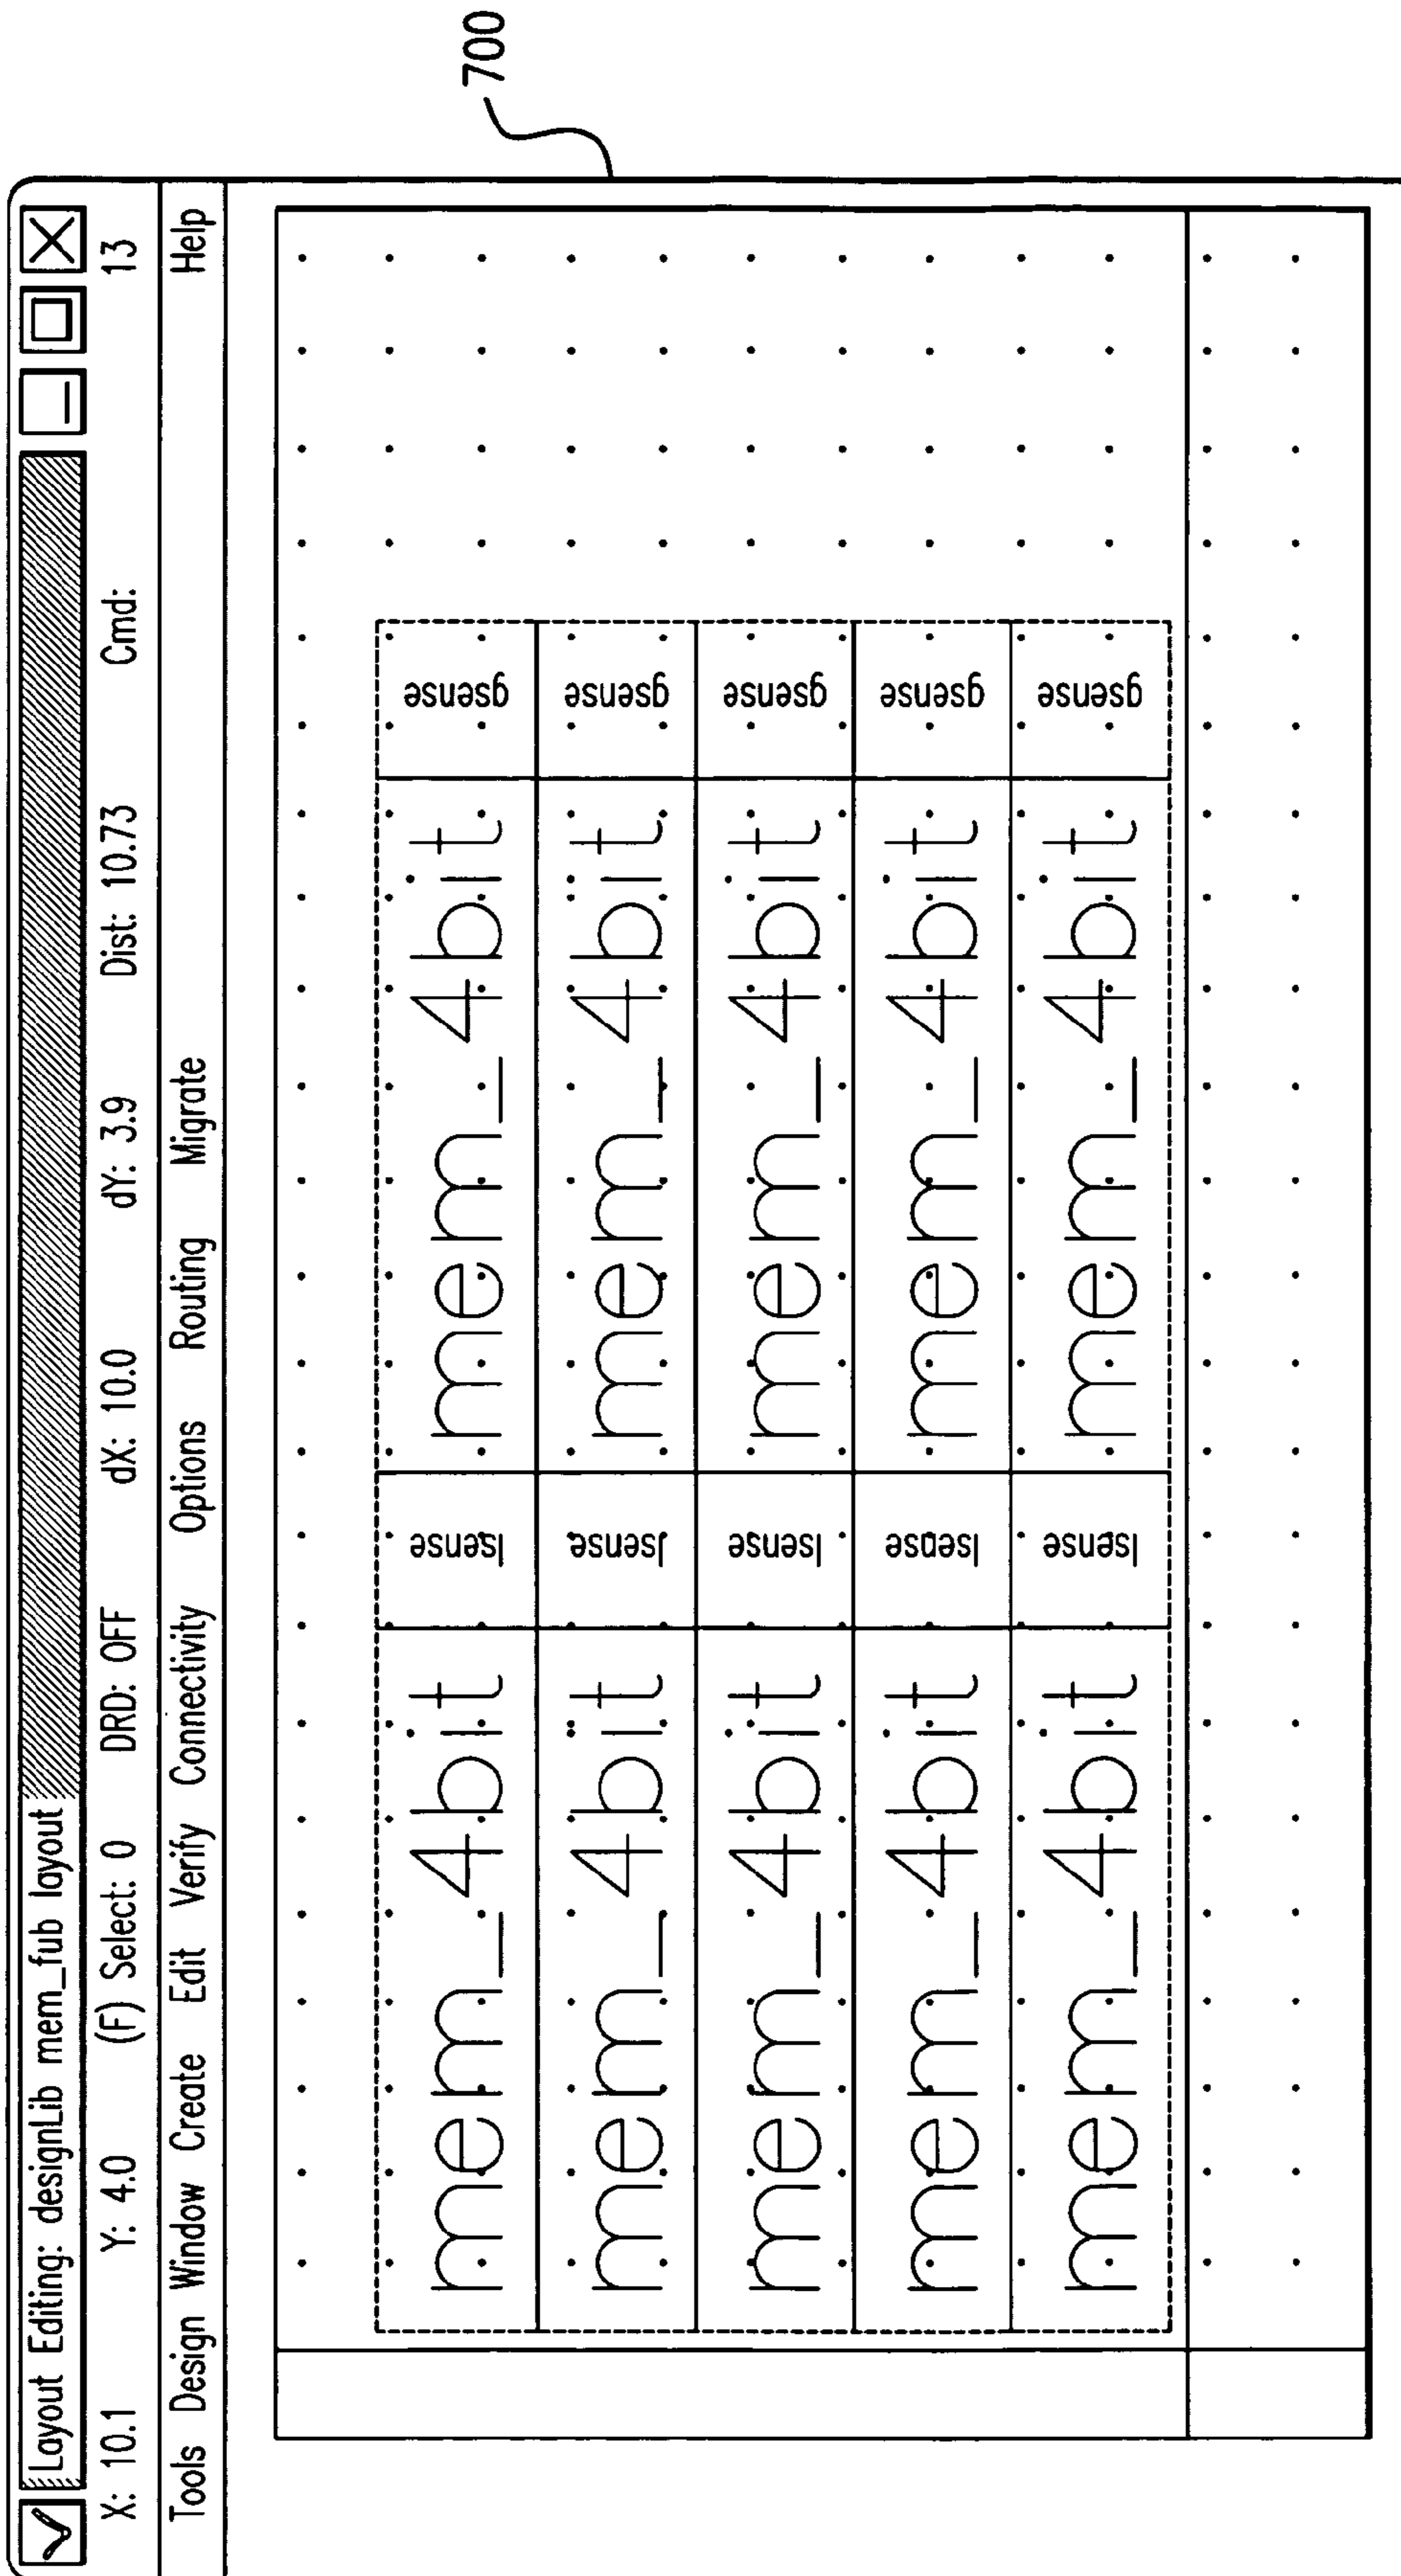 Layout Editing: designLib mem_fub layout
X: 10.1 Y: 4.0 (F) Select: 0 DRD: OFF dX: 10.0 dY: 3.9 Dist: 10.73 Cmd: 13
Tools Design Window Create Edit Verify Connectivity Options Routing Migrate Help
mem_4bit lsense mem_4bit gsense
mem_4bit lsense mem_4bit gsense
mem_4bit lsense mem_4bit gsense
mem_4bit lsense mem_4bit gsense
mem_4bit lsense mem_4bit gsense
700